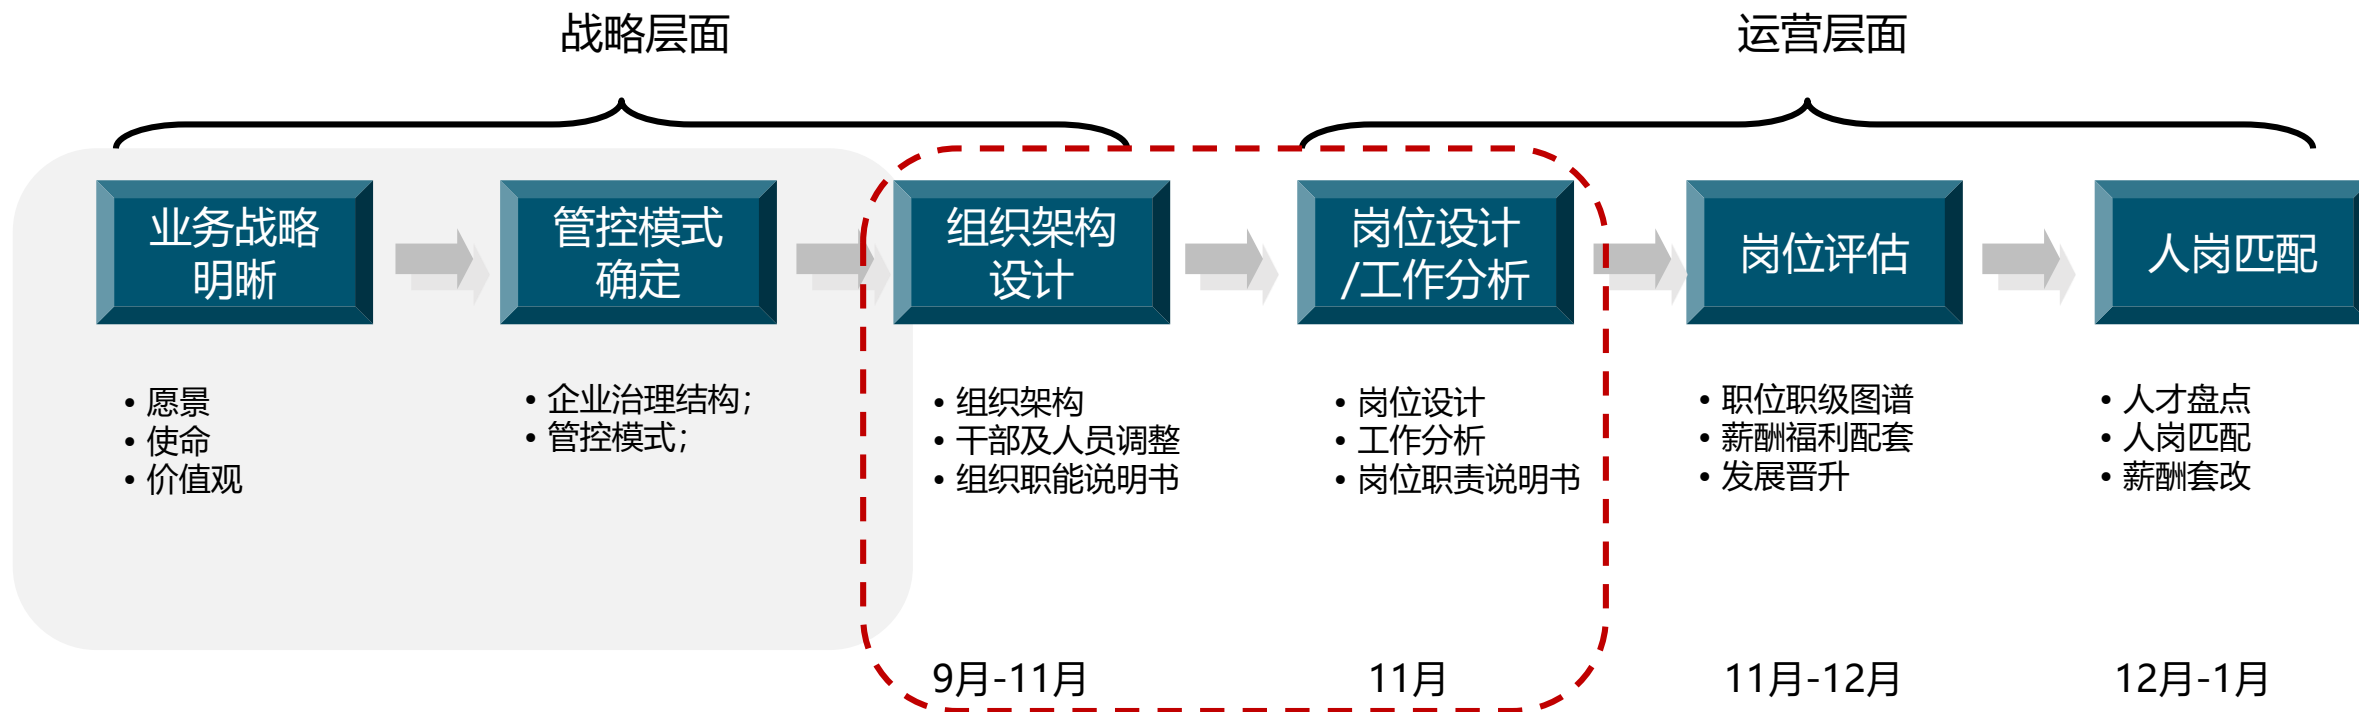 战略层面
运营层面
业务战略
明晰
管控模式
确定
组织架构
设计
岗位设计
/工作分析
岗位评估
人岗匹配
• 愿景
• 使命
• 价值观
• 企业治理结构；
• 管控模式；
• 组织架构
• 干部及人员调整
• 组织职能说明书
• 岗位设计
• 工作分析
• 岗位职责说明书
• 职位职级图谱
• 薪酬福利配套
• 发展晋升
• 人才盘点
• 人岗匹配
• 薪酬套改
9月-11月
11月
11月-12月
12月-1月